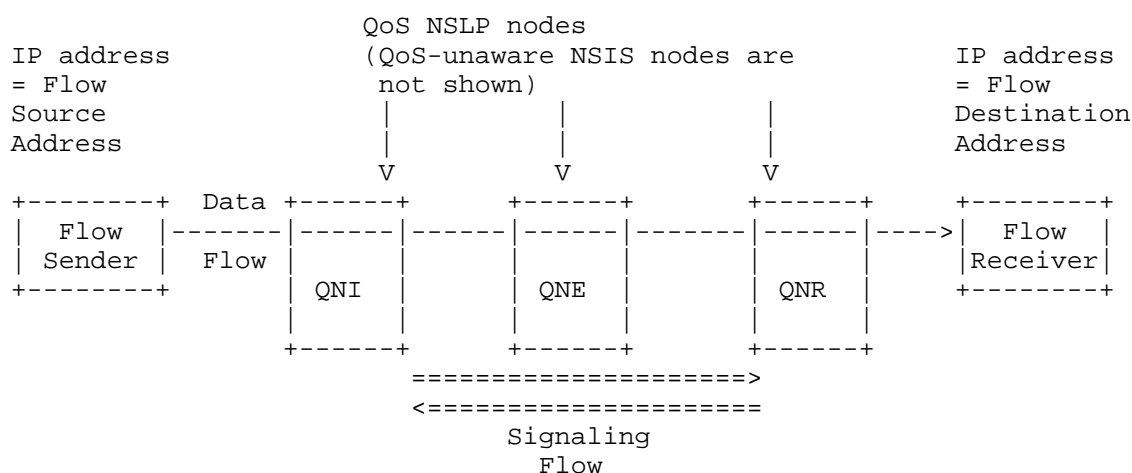 QoS NSLP nodes
IP address (QoS-unaware NSIS nodes are IP address
= Flow not shown) = Flow
Source Destination
Address Address
Data
Flow Flow
Sender Flow Receiver
QNI QNE QNR
Signaling
Flow